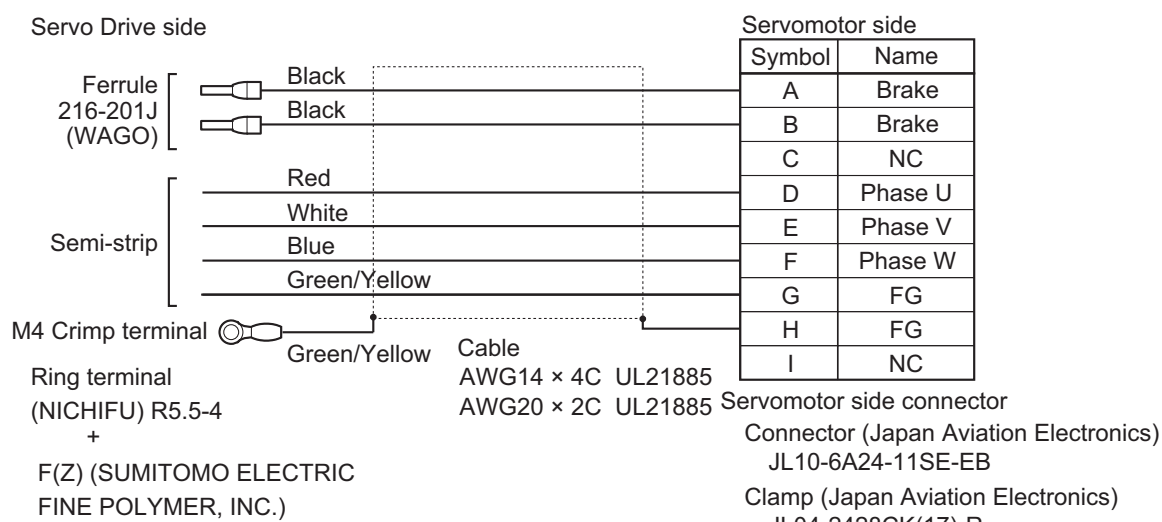 Servo Drive side
Servomotor side
Symbol Name
Ferrule
216-201J
(WAGO)
Black
A Brake
Black
B Brake
C NC
Semi-strip
Red
D Phase U
White
E Phase V
Blue
F Phase W
Green/Yellow
G FG
M4 Crimp terminal
Green/Yellow
H FG
I NC
Ring terminal
(NICHIFU) R5.5-4
+
F(Z) (SUMITOMO ELECTRIC
FINE POLYMER, INC.)
Cable
AWG14 × 4C UL21885
AWG20 × 2C UL21885
Servomotor side connector
Connector (Japan Aviation Electronics)
JL10-6A24-11SE-EB
Clamp (Japan Aviation Electronics)